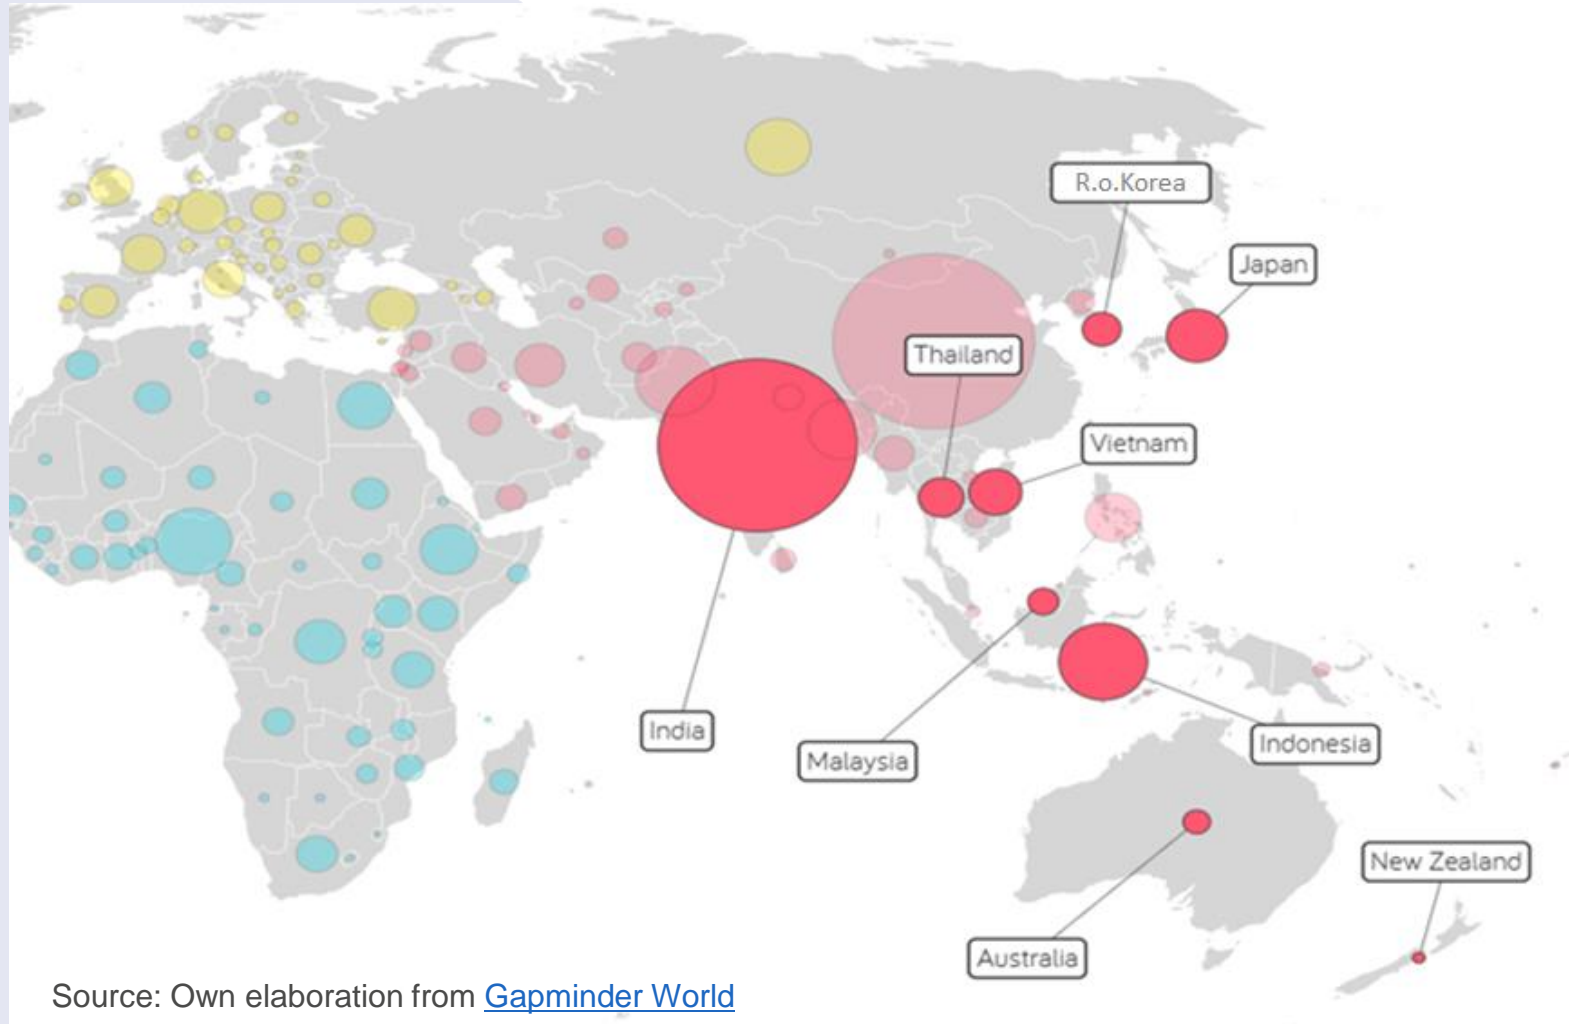 R.o.Korea
Japan
Thailand
Vietnam
India
Malaysia
Indonesia
New Zealand
Australia
Source: Own elaboration from Gapminder World